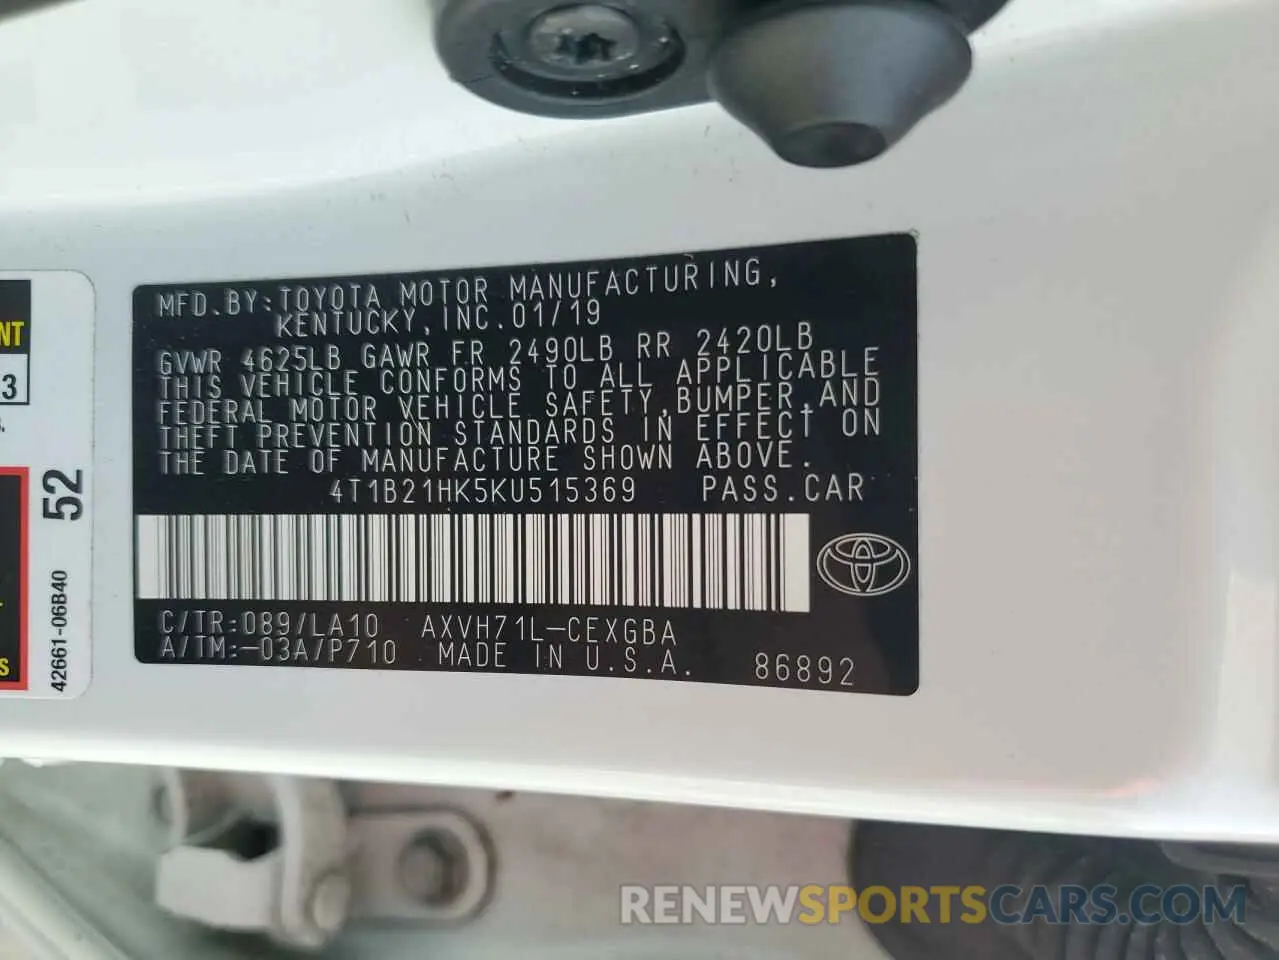 MFD.BY:TOYOTA MOTOR MANUFACTURING,
KENTUCKY,INC.01/19
GVWR 4625LB GAWR FR 2490LB RR 2420LB
THIS VEHICLE CONFORMS TO ALL APPLICABLE
FEDERAL MOTOR VEHICLE SAFETY,BUMPER,AND
THEFT PREVENTION STANDARDS IN EFFECT ON
THE DATE OF MANUFACTURE SHOWN ABOVE.
4T1B21HK5KU515369 PASS.CAR
C/TR:089/LA10 AXVH71L-CEXGBA
A/TM:-03A/P710 MADE IN U.S.A. 86892
NT
3
S
52
42661-06B40
RENEWSPORTSCARS.COM